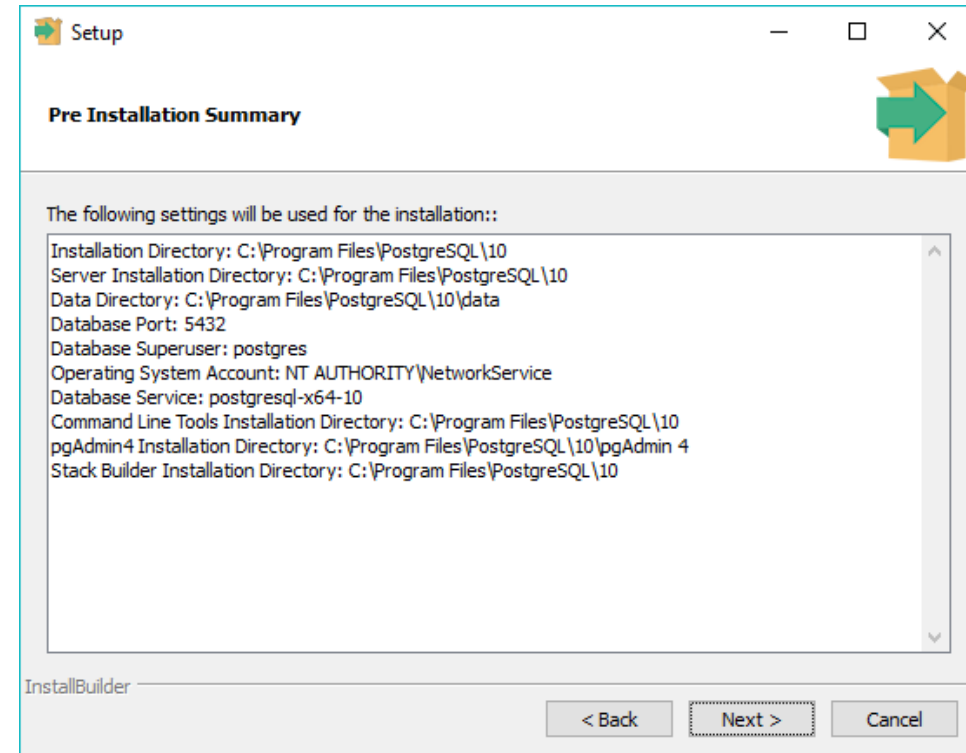 Setup
Pre Installation Summary
The following settings will be used for the installation::
Installation Directory: C:\Program Files\PostgreSQL\10
Server Installation Directory: C:\Program Files\PostgreSQL\10
Data Directory: C:\Program Files\PostgreSQL\10\data
Database Port: 5432
Database Superuser: postgres
Operating System Account: NT AUTHORITY\NetworkService
Database Service: postgresql-x64-10
Command Line Tools Installation Directory: C:\Program Files\PostgreSQL\10
pgAdmin4 Installation Directory: C:\Program Files\PostgreSQL\10\pgAdmin 4
Stack Builder Installation Directory: C:\Program Files\PostgreSQL\10
InstallBuilder
< Back Next > Cancel